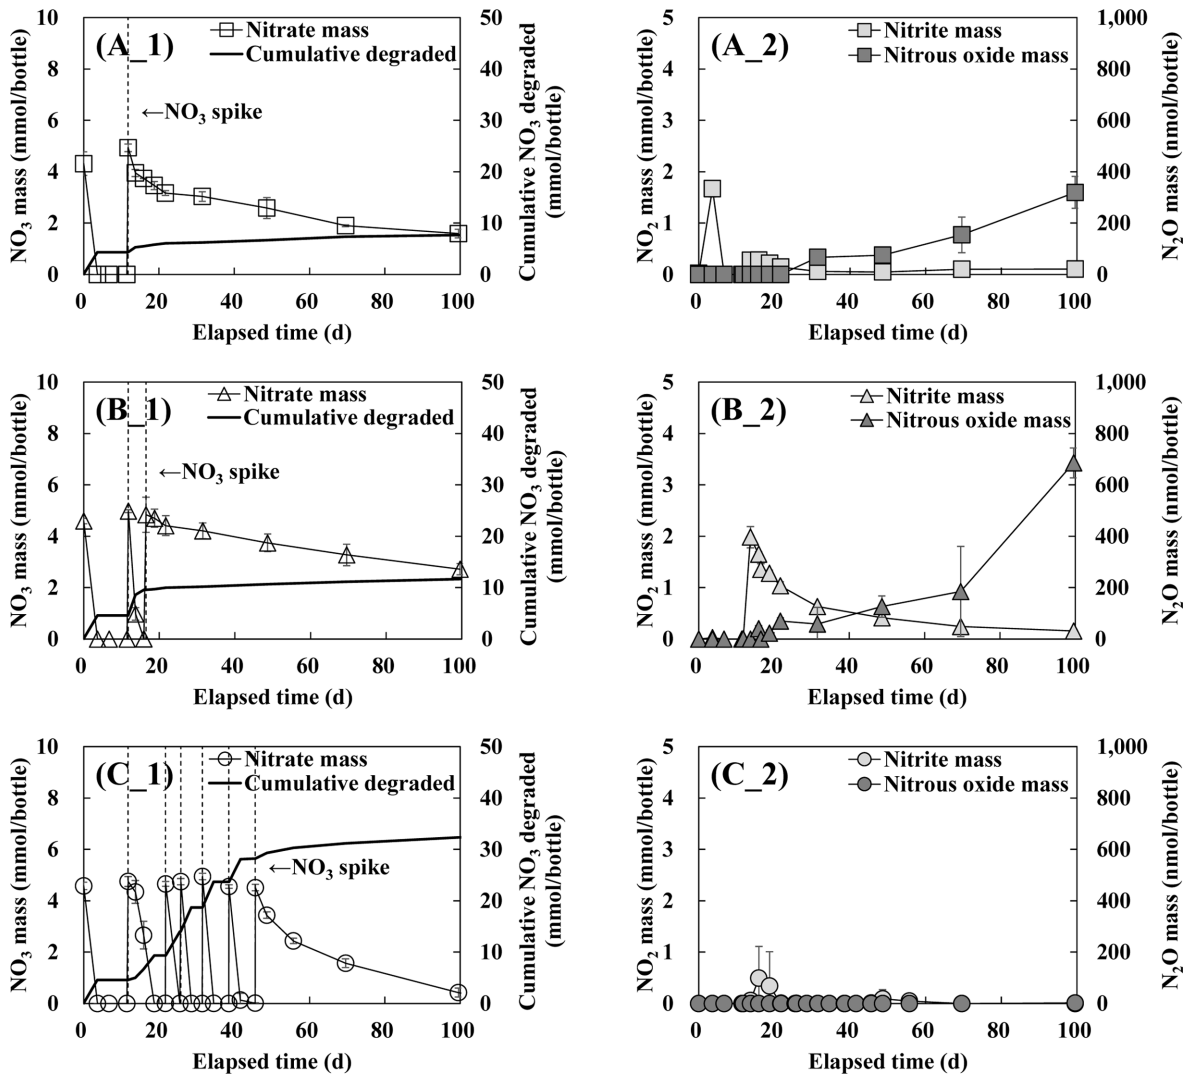 (A_1)
Nitrate mass
Cumulative degraded
←NO3 spike
NO3 mass (mmol/bottle)
10
8
6
4
2
0
50
40
30
20
10
0
Cumulative NO3 degraded
(mmol/bottle)
0 20 40 60 80 100
Elapsed time (d)
(A_2)
Nitrite mass
Nitrous oxide mass
NO2 mass (mmol/bottle)
5
4
3
2
1
0
1,000
800
600
400
200
0
N2O mass (nmol/bottle)
0 20 40 60 80 100
Elapsed time (d)
(B_1)
Nitrate mass
Cumulative degraded
←NO3 spike
NO3 mass (mmol/bottle)
10
8
6
4
2
0
50
40
30
20
10
0
Cumulative NO3 degraded
(mmol/bottle)
0 20 40 60 80 100
Elapsed time (d)
(B_2)
Nitrite mass
Nitrous oxide mass
NO2 mass (mmol/bottle)
5
4
3
2
1
0
1,000
800
600
400
200
0
N2O mass (nmol/bottle)
0 20 40 60 80 100
Elapsed time (d)
(C_1)
Nitrate mass
Cumulative degraded
←NO3 spike
NO3 mass (mmol/bottle)
10
8
6
4
2
0
50
40
30
20
10
0
Cumulative NO3 degraded
(mmol/bottle)
0 20 40 60 80 100
Elapsed time (d)
(C_2)
Nitrite mass
Nitrous oxide mass
NO2 mass (mmol/bottle)
5
4
3
2
1
0
1,000
800
600
400
200
0
N2O mass (nmol/bottle)
0 20 40 60 80 100
Elapsed time (d)